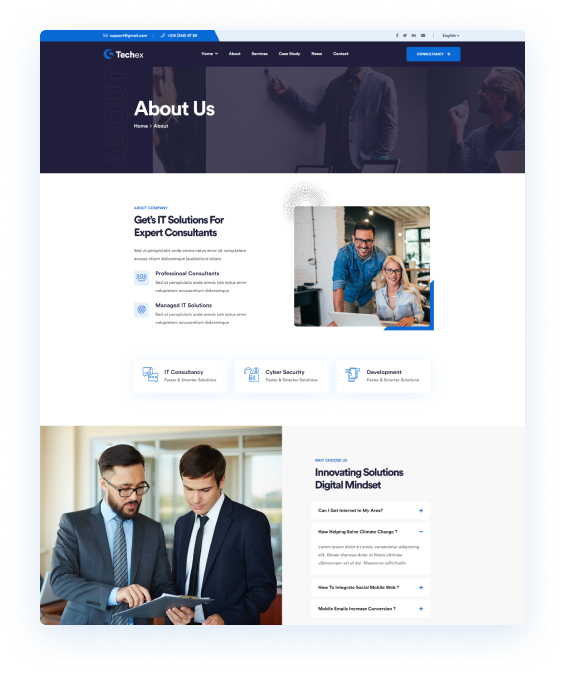 support@gmail.com
+012 (345) 67 89
English
Techex
Home
About
Services
Case Study
News
Contact
CONSULTANCY
ABOUT
About Us
Home > About
ABOUT COMPANY
Get's IT Solutions For
Expert Consultants
Sed ut perspiciatis unde omnis natus error sit voluptatem
accuse ntium doloremque laudantium totam.
Professinoal Consultants
Sed ut perspiciatis unde omnis iste natus error
voluptatem accusantium doloremque
Managed IT Solutions
Sed ut perspiciatis unde omnis iste natus error
voluptatem accusantium doloremque
IT Consultancy
Faster & Smarter Solutions
Cyber Security
Faster & Smarter Solutions
Development
Faster & Smarter Solutions
WHY CHOOSE US
Innovating Solutions
Digital Mindset
Can I Get Internet In My Area?
How Helping Solve Climate Change ?
Lorem ipsum dolor sit amet, consectetur adipiscing
elit. Donec rhoncus dolor et libero ultrices
ullamcorper vel ut dui. Maecenas sollicitudin
How To Integrate Social Mobile Web ?
Mobile Emails Increase Conversion ?